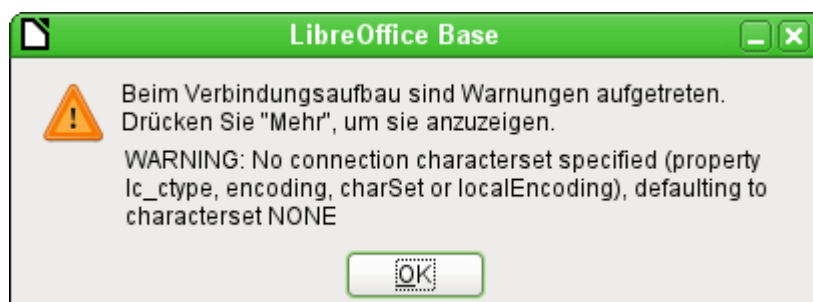 LibreOffice Base
Beim Verbindungsaufbau sind Warnungen aufgetreten.
Drücken Sie "Mehr", um sie anzuzeigen.
WARNING: No connection characterset specified (property
lc_ctype, encoding, charSet or localEncoding), defaulting to
characterset NONE
OK